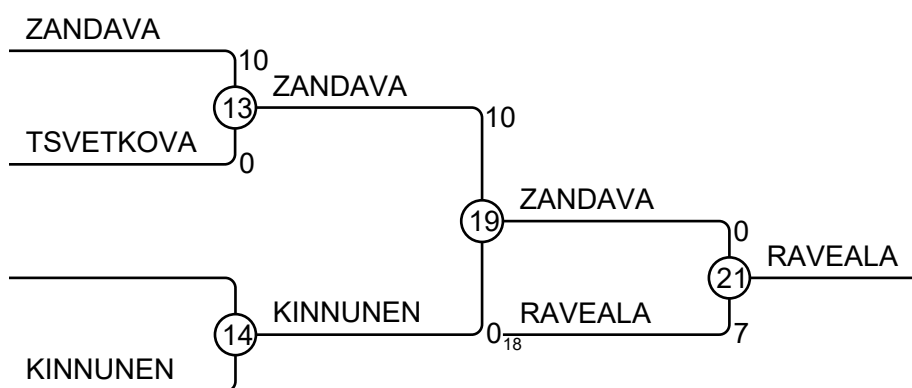 ZANDAVA
10
13 ZANDAVA
10
TSVETKOVA
0
19 ZANDAVA
0
21 RAVEALA
KINNUNEN
0 18 RAVEALA
7
14
KINNUNEN